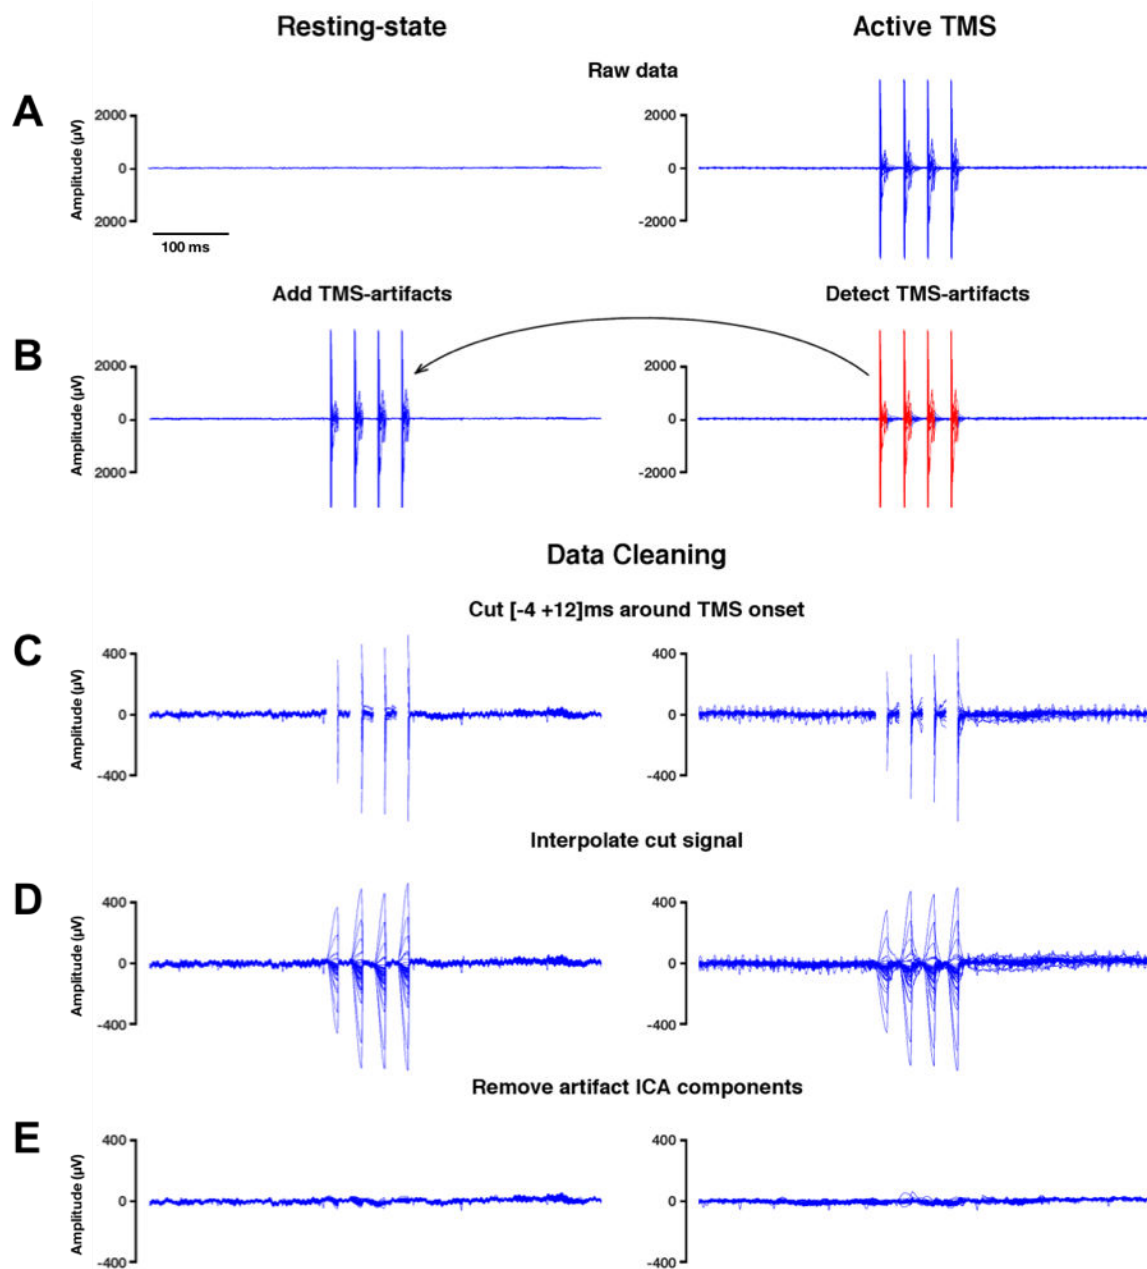 Resting-state
Active TMS
Raw data
A
Amplitude (µV)
2000
0
2000
100 ms
2000
0
-2000
Add TMS-artifacts
Detect TMS-artifacts
B
Amplitude (µV)
2000
0
2000
2000
0
-2000
Data Cleaning
Cut [-4 +12]ms around TMS onset
C
Amplitude (µV)
400
0
-400
400
0
-400
Interpolate cut signal
D
Amplitude (µV)
400
0
-400
400
0
-400
Remove artifact ICA components
E
Amplitude (µV)
400
0
-400
400
0
-400